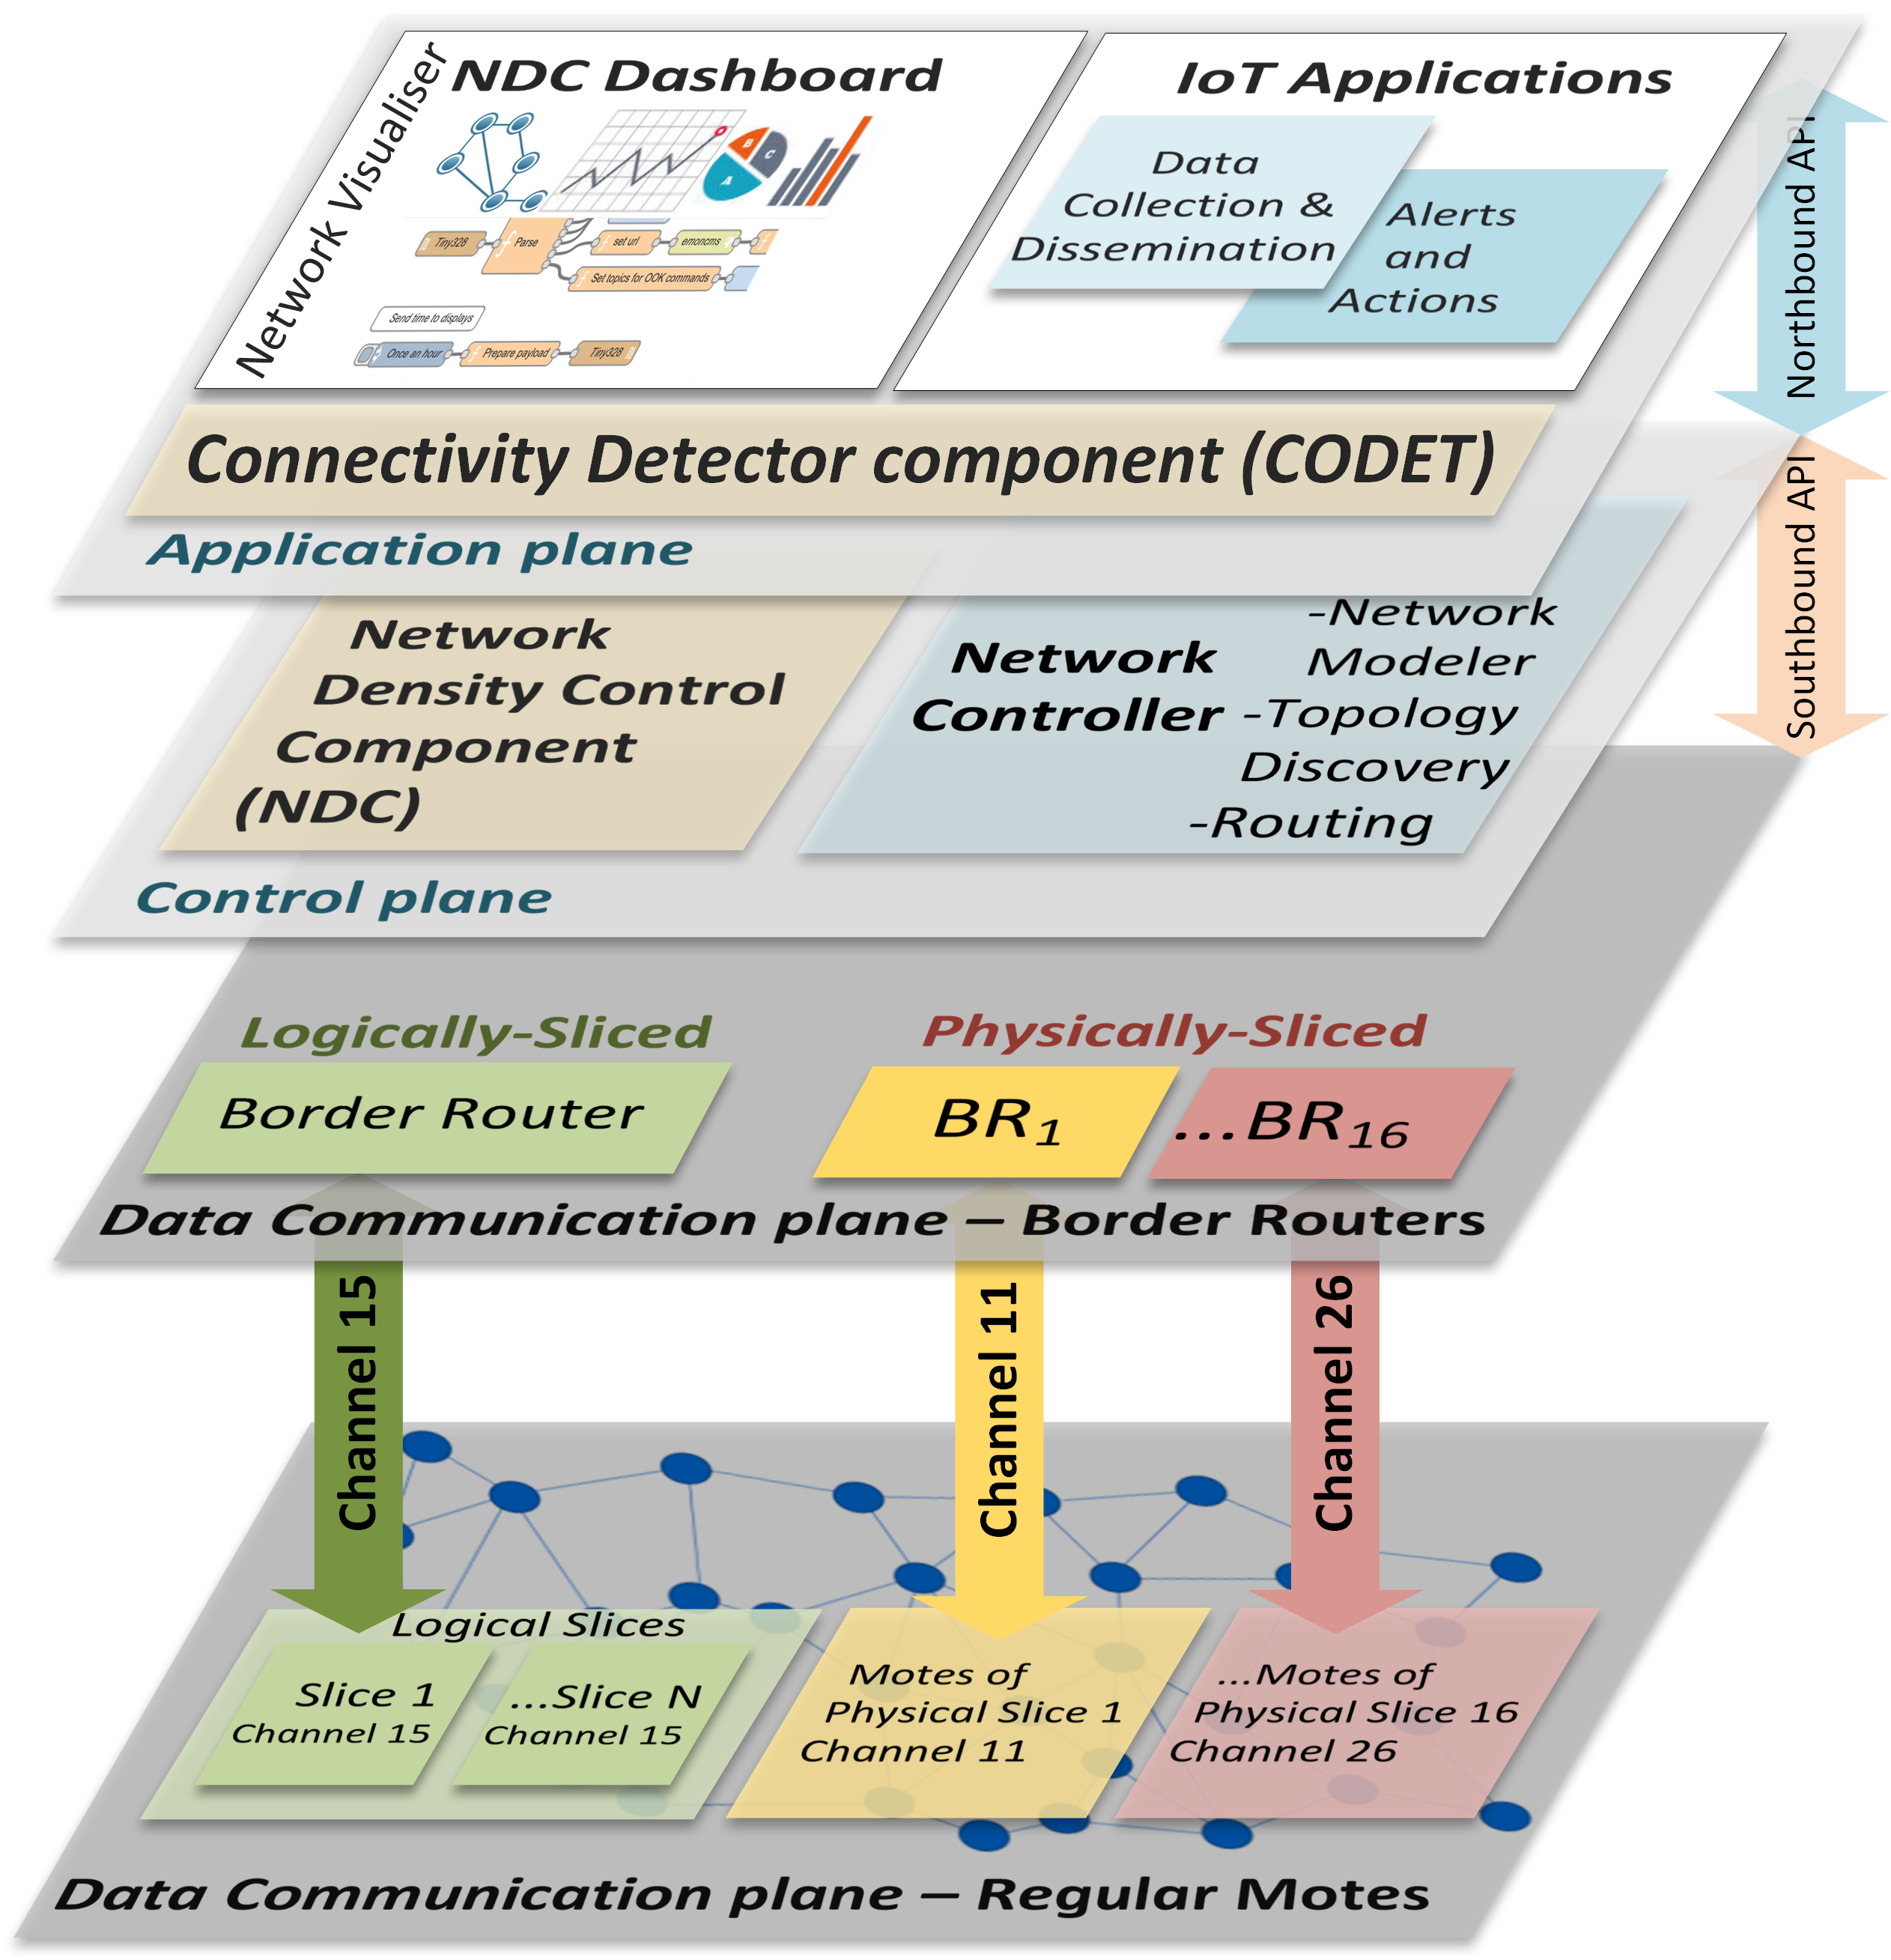 Network Visualiser
NDC Dashboard
B
C
A
Tiny328
Parse
set url
emoncms
Set topics for OOK commands
Send time to displays
Once an hour
Prepare payload
Tiny328
IoT Applications
Data
Collection &
Dissemination
Alerts
and
Actions
Northbound API
Connectivity Detector component (CODET)
Application plane
Southbound API
Network
Density Control
Component
(NDC)
Network
Controller
-Network
Modeler
-Topology
Discovery
-Routing
Control plane
Logically-Sliced
Physically-Sliced
Border Router
BR1
...BR16
Data Communication plane – Border Routers
Channel 15
Channel 11
Channel 26
Logical Slices
Slice 1
Channel 15
...Slice N
Channel 15
Motes of
Physical Slice 1
Channel 11
...Motes of
Physical Slice 16
Channel 26
Data Communication plane – Regular Motes